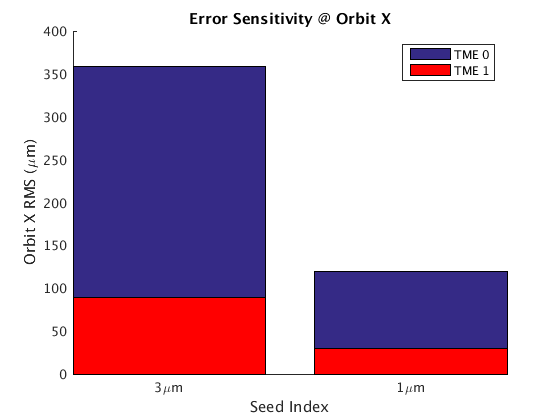 Error Sensitivity @ Orbit X
400
350
300
250
200
150
100
50
0
Orbit X RMS (μm)
TME 0
TME 1
3μm
1μm
Seed Index